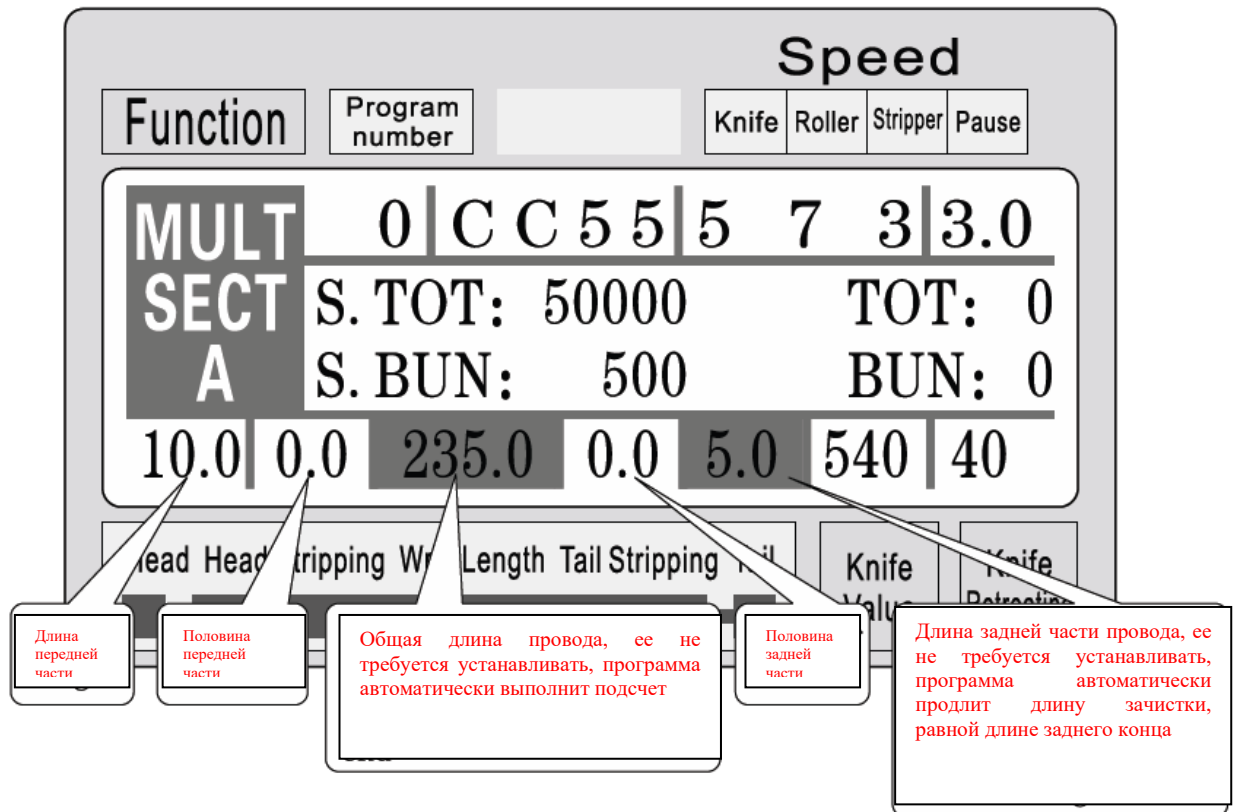 Speed
Function
Program number
Knife Roller Stripper Pause
MULT SECT A
0 C C 5 5 5 7 3 3.0
S. TOT: 50000 TOT: 0
S. BUN: 500 BUN: 0
10.0 0.0 235.0 0.0 5.0 540 40
Head Length Tail Stripping
Knife
Knife
Длина
передней
части
Половина
передней
части
Общая длина провода, ее не
требуется устанавливать, программа
автоматически выполнит подсчет
Половина
задней
части
Длина задней части провода, ее
не требуется устанавливать,
программа автоматически
продлит длину зачистки,
равной длине заднего конца